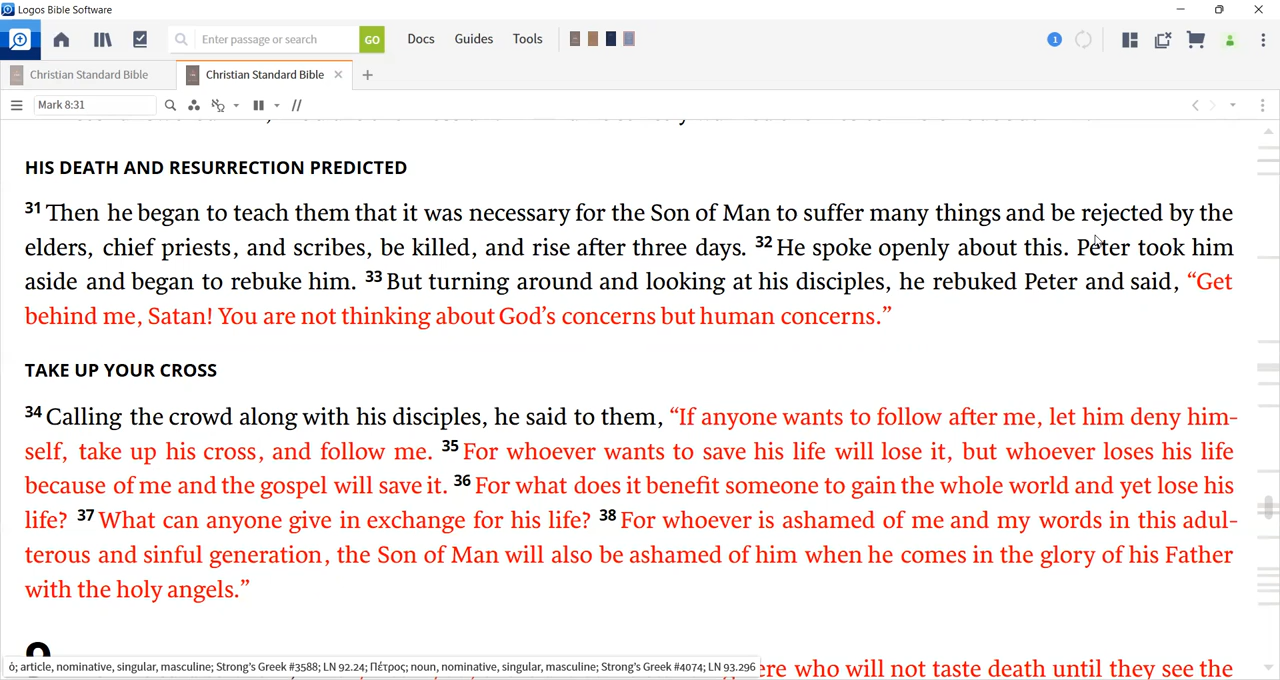 Logos Bible Software
Enter passage or search GO Docs Guides Tools 1
Christian Standard Bible Christian Standard Bible
Mark 8:31
HIS DEATH AND RESURRECTION PREDICTED
31 Then he began to teach them that it was necessary for the Son of Man to suffer many things and be rejected by the
elders, chief priests, and scribes, be killed, and rise after three days. 32 He spoke openly about this. Peter took him
aside and began to rebuke him. 33 But turning around and looking at his disciples, he rebuked Peter and said, “Get
behind me, Satan! You are not thinking about God’s concerns but human concerns.”
TAKE UP YOUR CROSS
34 Calling the crowd along with his disciples, he said to them, “If anyone wants to follow after me, let him deny him-
self, take up his cross, and follow me. 35 For whoever wants to save his life will lose it, but whoever loses his life
because of me and the gospel will save it. 36 For what does it benefit someone to gain the whole world and yet lose his
life? 37 What can anyone give in exchange for his life? 38 For whoever is ashamed of me and my words in this adul-
terous and sinful generation, the Son of Man will also be ashamed of him when he comes in the glory of his Father
with the holy angels.”
ὁ; article, nominative, singular, masculine; Strong's Greek #3588; LN 92.24; Πέτρος; noun, nominative, singular, masculine; Strong's Greek #4074; LN 93.296
who will not taste death until they see the